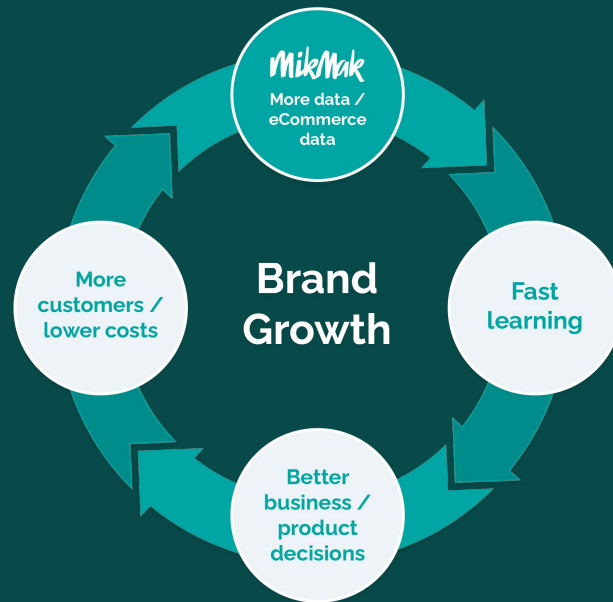 MikMak
More data /
eCommerce
data
Brand
Growth
Fast
learning
Better
business /
product
decisions
More
customers /
lower costs